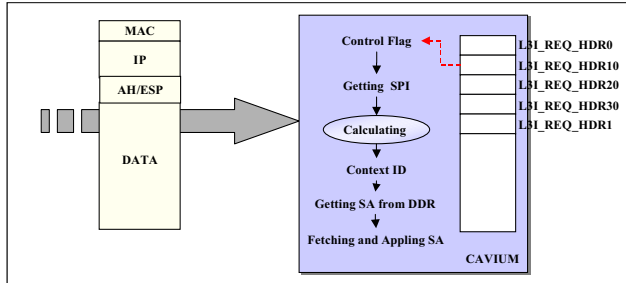 MAC
IP
AH/ESP
DATA
Control Flag
Getting SPI
Calculating
Context ID
Getting SA from DDR
Fetching and Appling SA
L3I_REQ_HDR0
L3I_REQ_HDR10
L3I_REQ_HDR20
L3I_REQ_HDR30
L3I_REQ_HDR1
CAVIUM